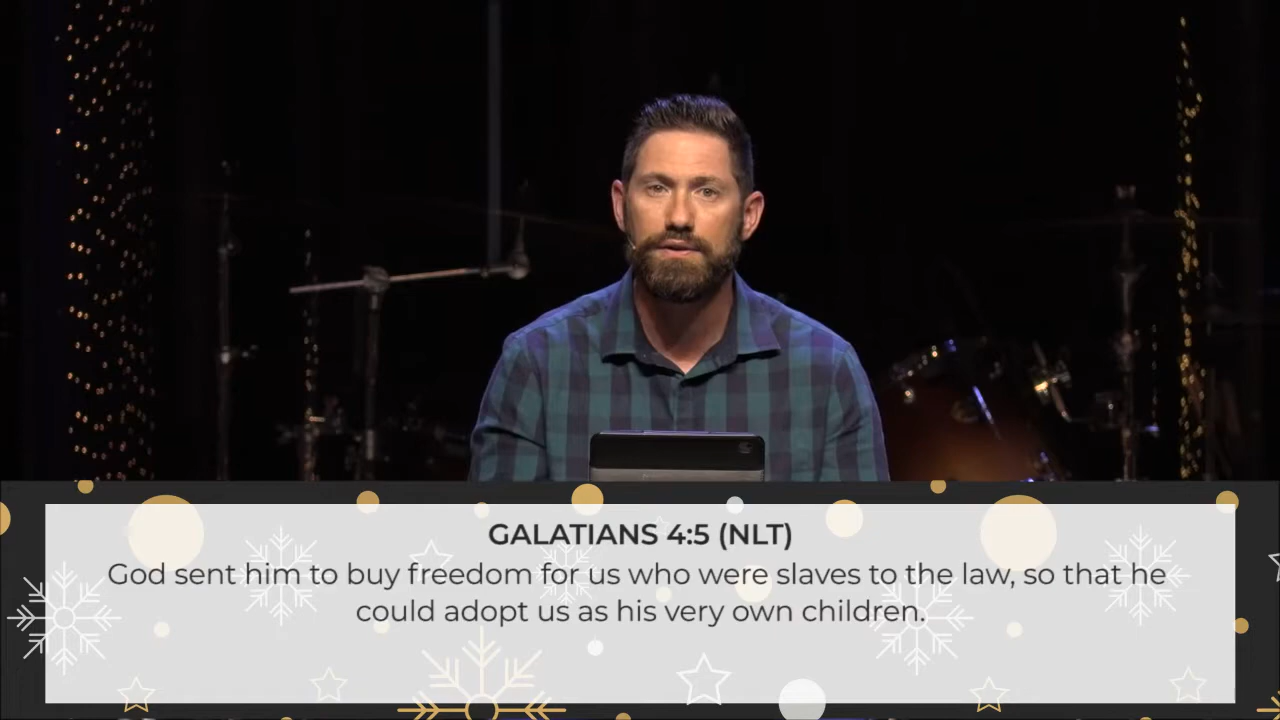 GALATIANS 4:5 (NLT)
God sent him to buy freedom for us who were slaves to the law, so that he
could adopt us as his very own children.